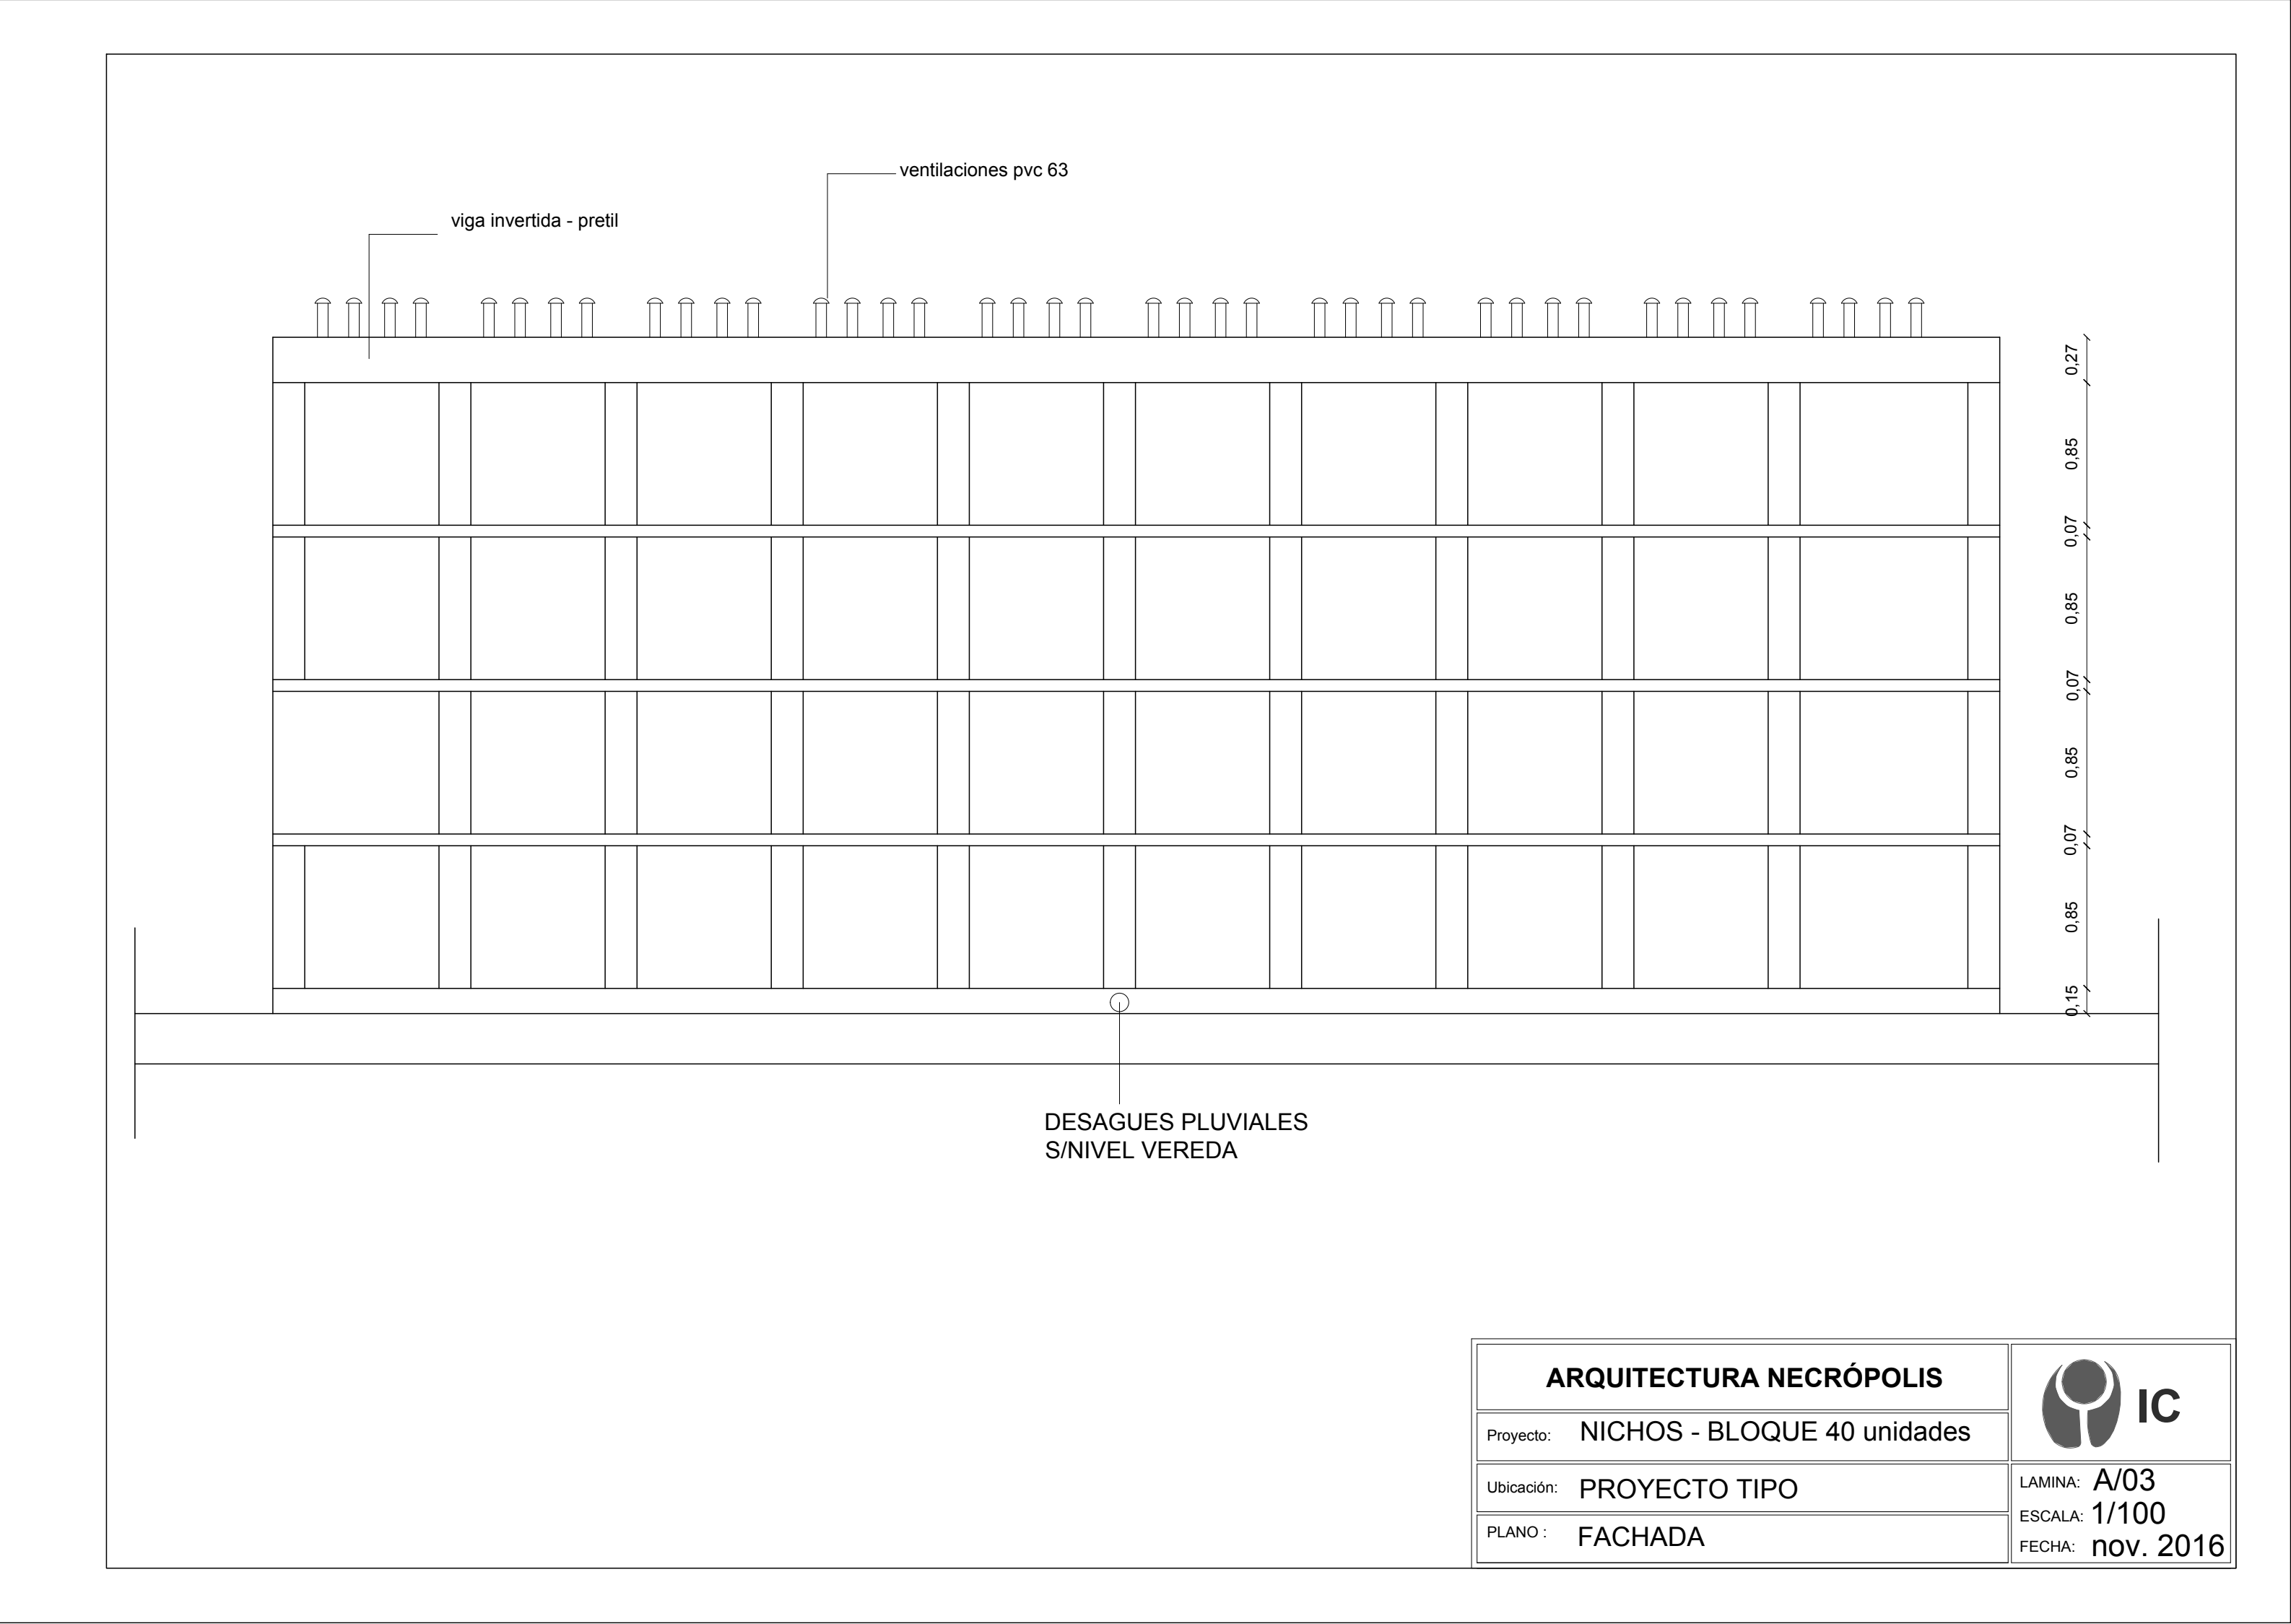 ventilaciones pvc 63
viga invertida - pretil
0,27
0,85
0,07
0,85
0,07
0,85
0,07
0,85
0,15
DESAGUES PLUVIALES
S/NIVEL VEREDA
ARQUITECTURA NECRÓPOLIS
IC
Proyecto: NICHOS - BLOQUE 40 unidades
Ubicación: PROYECTO TIPO
PLANO : FACHADA
LAMINA: A/03
ESCALA: 1/100
FECHA: nov. 2016